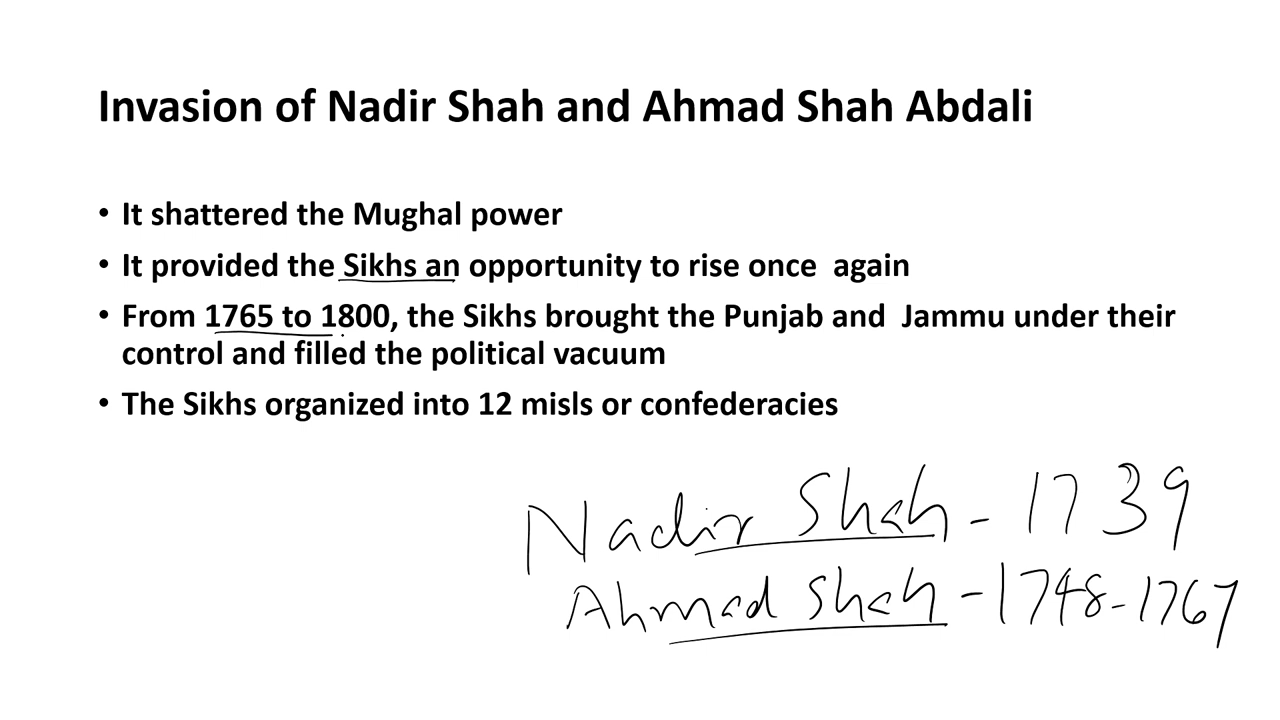 Invasion of Nadir Shah and Ahmad Shah Abdali
• It shattered the Mughal power
• It provided the Sikhs an opportunity to rise once again
• From 1765 to 1800, the Sikhs brought the Punjab and Jammu under their
control and filled the political vacuum
• The Sikhs organized into 12 misls or confederacies
Nadir Shah - 1739
Ahmad Shah - 1748-1767